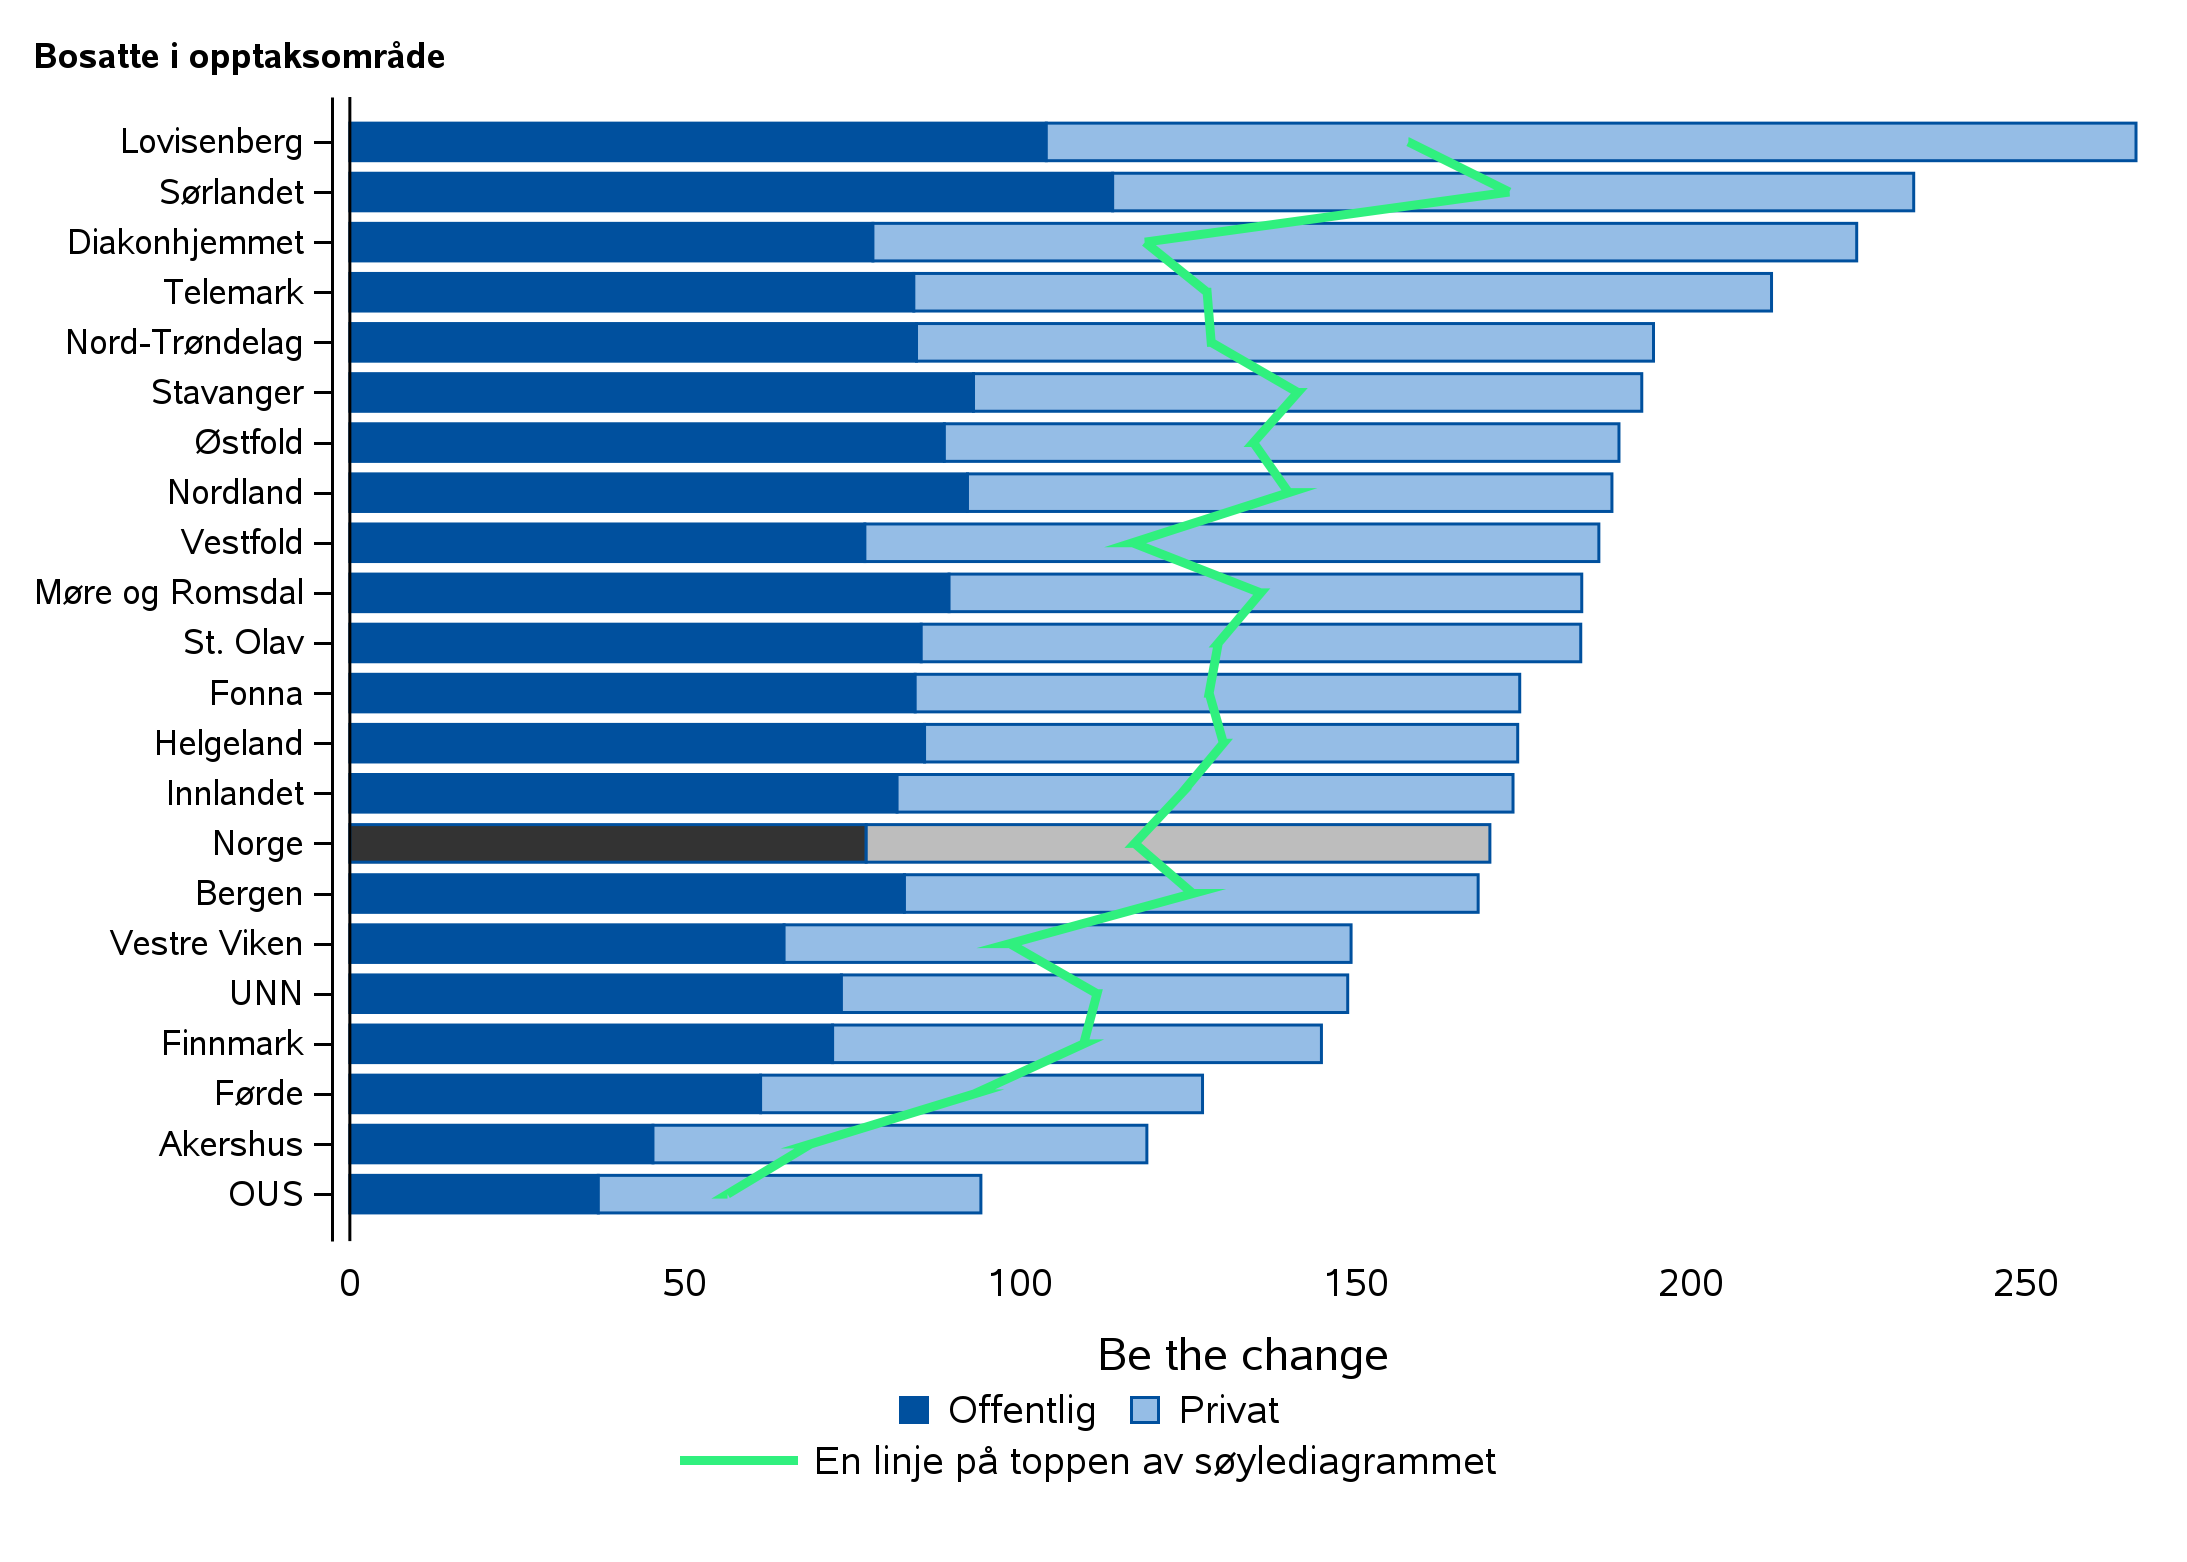 Bosatte i opptaksområde
Lovisenberg
Sørlandet
Diakonhjemmet
Telemark
Nord-Trøndelag
Stavanger
Østfold
Nordland
Vestfold
Møre og Romsdal
St. Olav
Fonna
Helgeland
Innlandet
Norge
Bergen
Vestre Viken
UNN
Finnmark
Førde
Akershus
OUS
0 50 100 150 200 250
Be the change
Offentlig Privat
En linje på toppen av søylediagrammet